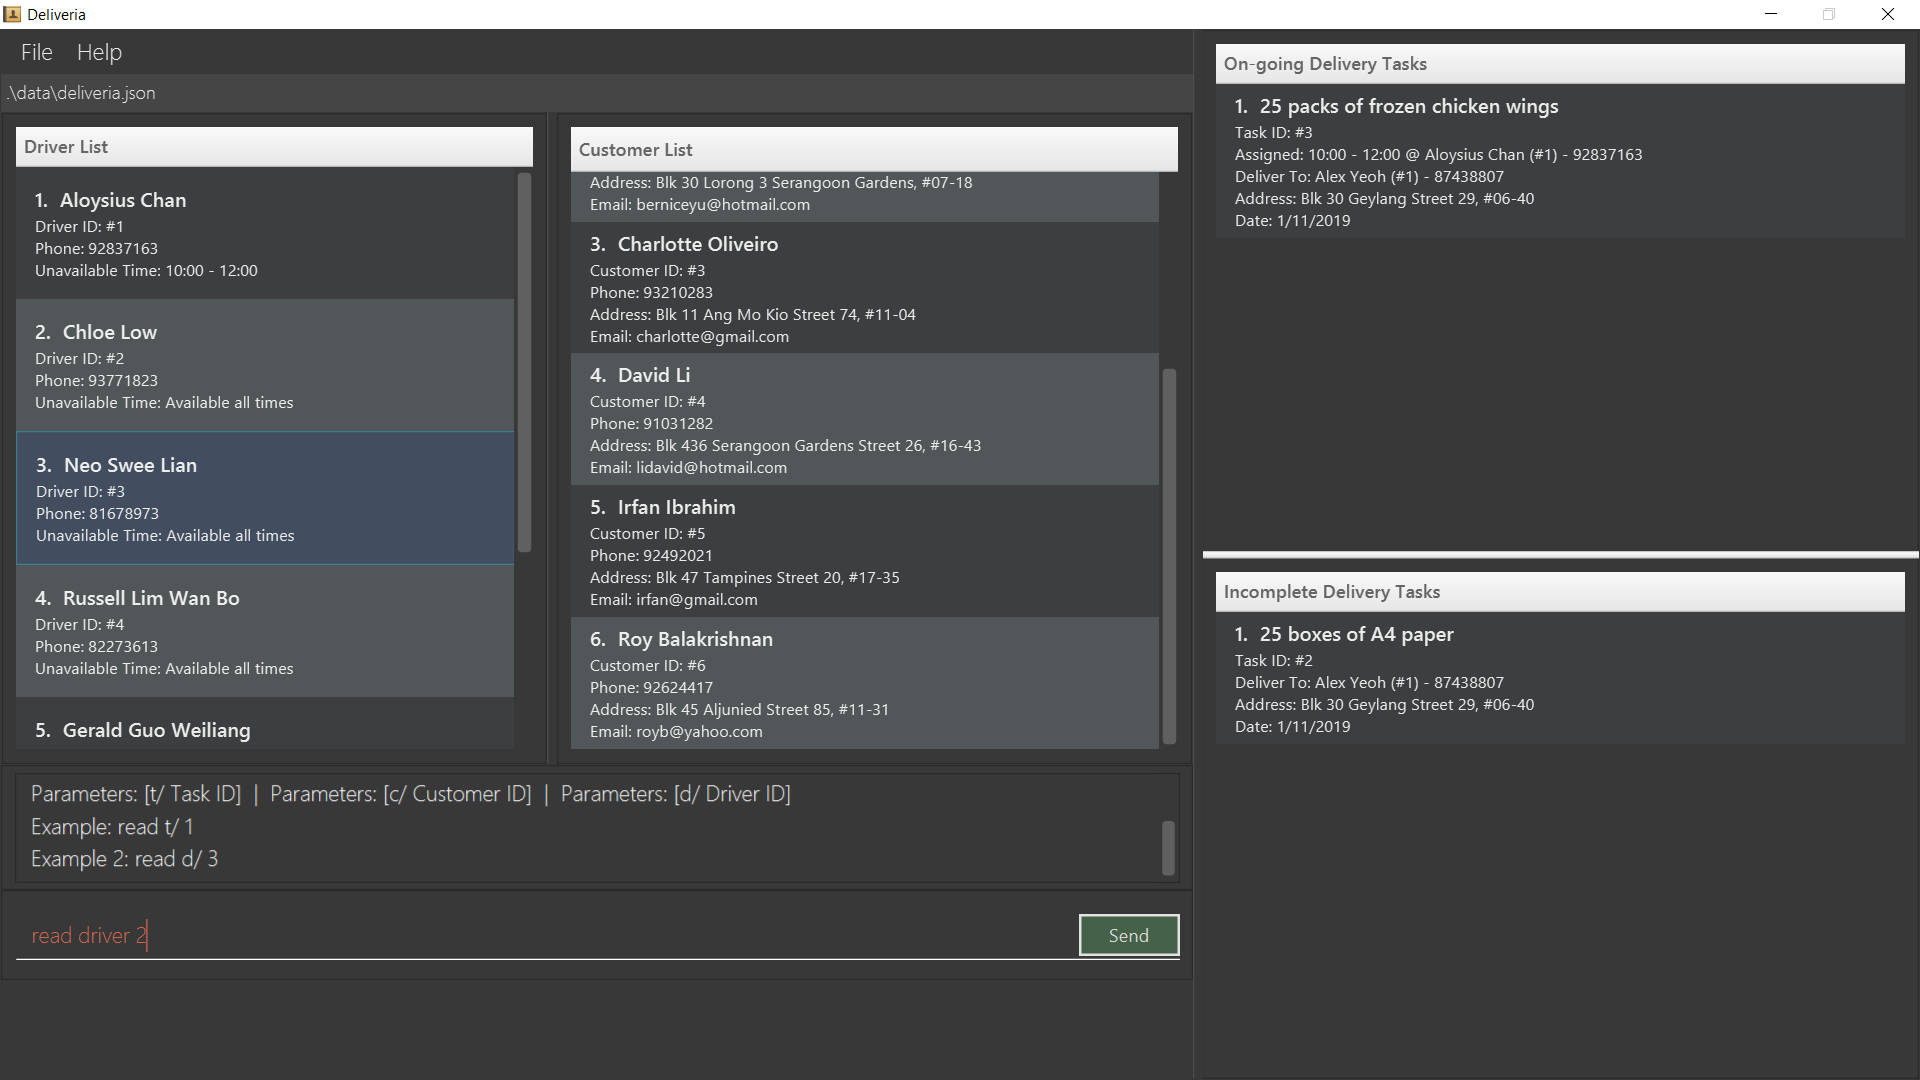 Deliveria
File Help
.\data\deliveria.json
Driver List
1. Aloysius Chan
Driver ID: #1
Phone: 92837163
Unavailable Time: 10:00 - 12:00
2. Chloe Low
Driver ID: #2
Phone: 93771823
Unavailable Time: Available all times
3. Neo Swee Lian
Driver ID: #3
Phone: 81678973
Unavailable Time: Available all times
4. Russell Lim Wan Bo
Driver ID: #4
Phone: 82273613
Unavailable Time: Available all times
5. Gerald Guo Weiliang
Customer List
Address: Blk 30 Lorong 3 Serangoon Gardens, #07-18
Email: berniceyu@hotmail.com
3. Charlotte Oliveiro
Customer ID: #3
Phone: 93210283
Address: Blk 11 Ang Mo Kio Street 74, #11-04
Email: charlotte@gmail.com
4. David Li
Customer ID: #4
Phone: 91031282
Address: Blk 436 Serangoon Gardens Street 26, #16-43
Email: lidavid@hotmail.com
5. Irfan Ibrahim
Customer ID: #5
Phone: 92492021
Address: Blk 47 Tampines Street 20, #17-35
Email: irfan@gmail.com
6. Roy Balakrishnan
Customer ID: #6
Phone: 92624417
Address: Blk 45 Aljunied Street 85, #11-31
Email: royb@yahoo.com
Parameters: [t/ Task ID] | Parameters: [c/ Customer ID] | Parameters: [d/ Driver ID]
Example: read t/ 1
Example 2: read d/ 3
read driver 2
Send
On-going Delivery Tasks
1. 25 packs of frozen chicken wings
Task ID: #3
Assigned: 10:00 - 12:00 @ Aloysius Chan (#1) - 92837163
Deliver To: Alex Yeoh (#1) - 87438807
Address: Blk 30 Geylang Street 29, #06-40
Date: 1/11/2019
Incomplete Delivery Tasks
1. 25 boxes of A4 paper
Task ID: #2
Deliver To: Alex Yeoh (#1) - 87438807
Address: Blk 30 Geylang Street 29, #06-40
Date: 1/11/2019